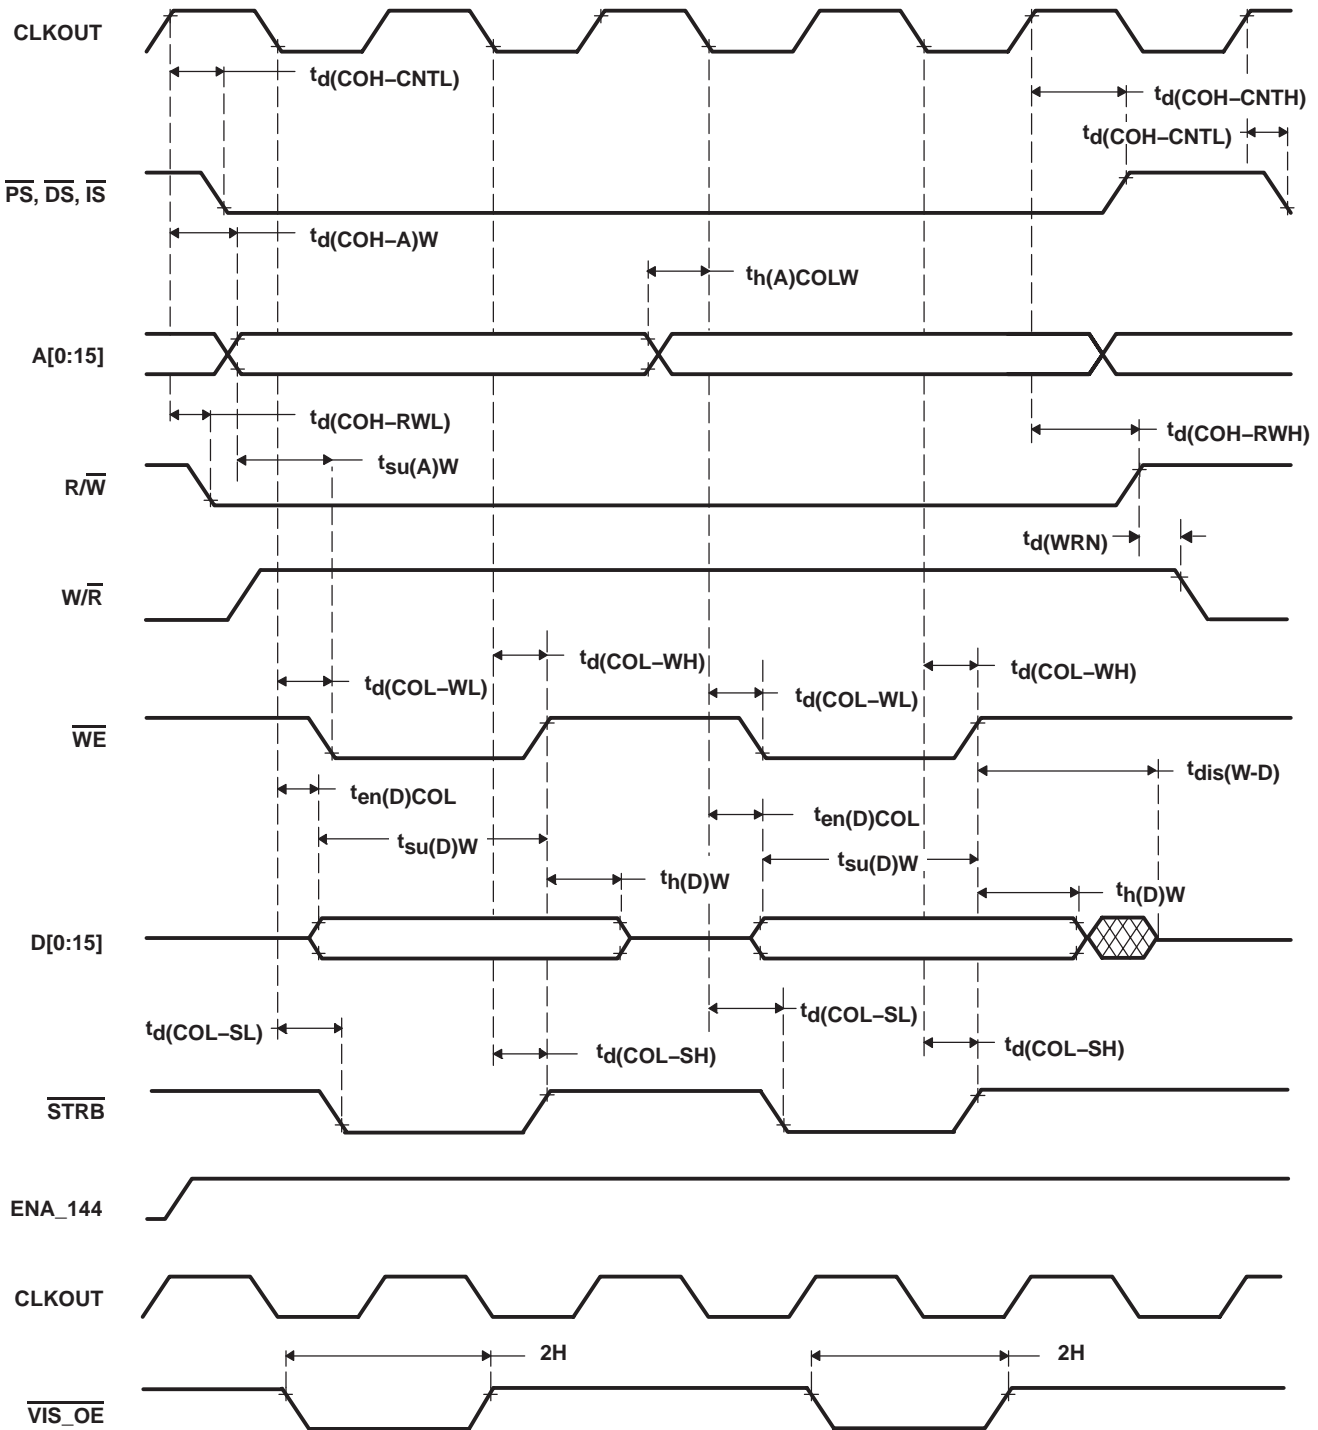 CLKOUT
td(COH–CNTL)
td(COH–CNTH)
td(COH–CNTL)
PS, DS, IS
td(COH–A)W
th(A)COLW
A[0:15]
td(COH–RWL)
td(COH–RWH)
tsu(A)W
R/W
td(WRN)
W/R
td(COL–WH)
td(COL–WH)
td(COL–WL)
td(COL–WL)
WE
tdis(W-D)
ten(D)COL
ten(D)COL
tsu(D)W
tsu(D)W
th(D)W
th(D)W
D[0:15]
td(COL–SL)
td(COL–SL)
td(COL–SH)
td(COL–SH)
STRB
ENA_144
CLKOUT
2H
2H
VIS_OE